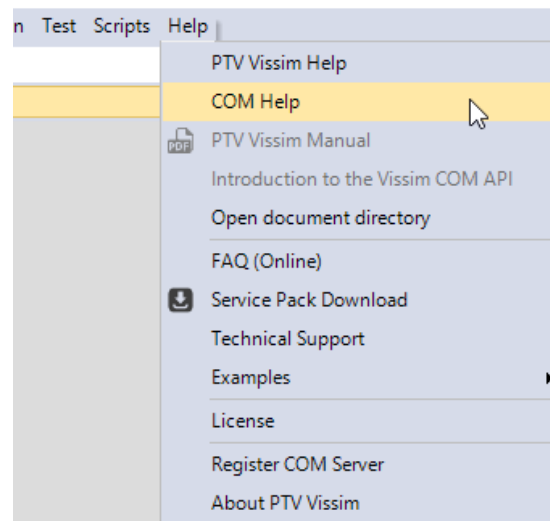 n Test Scripts Help
PTV Vissim Help
COM Help
PDF PTV Vissim Manual
Introduction to the Vissim COM API
Open document directory
FAQ (Online)
Service Pack Download
Technical Support
Examples
License
Register COM Server
About PTV Vissim